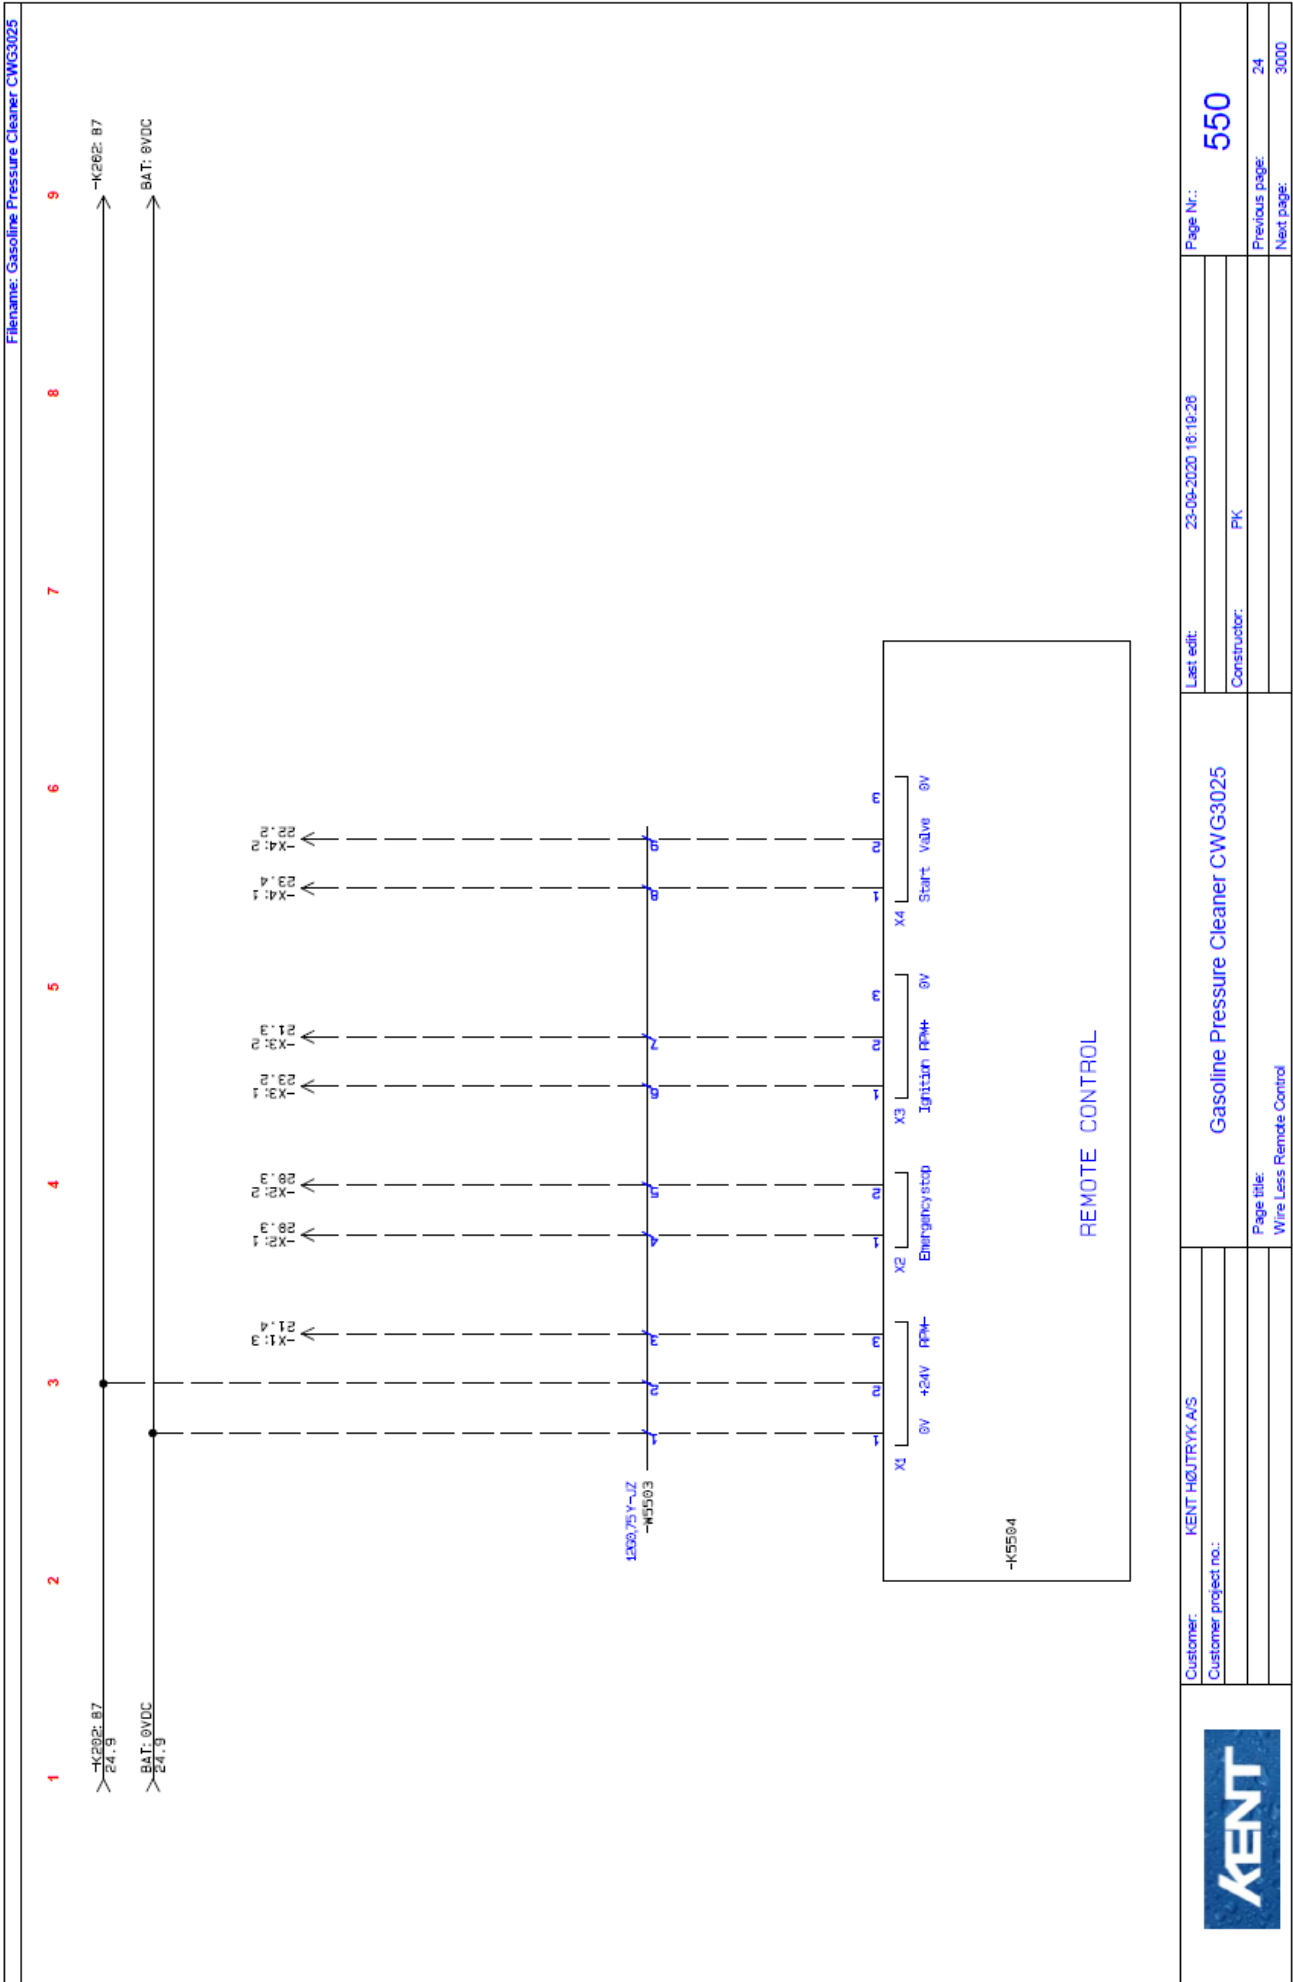 Filename: Gasoline Pressure Cleaner CWG3025
1 2 3 4 5 6 7 8 9
-K202: 87
24.9
-K202: 87
BAT: 0VDC
24.9
BAT: 0VDC
-X1:3
21.4
-X2:1
20.3
-X2:2
20.3
-X3:1
23.2
-X3:2
21.3
-X4:1
23.4
-X4:2
22.2
12G0,75 Y-JZ
-W5503
1 2 3 4 5 6 7 8 9
1 2 3 1 2 1 2 3 1 2 3
X1 X2 X3 X4
0V +24V RPM- Emergencystop Ignition RPM+ 0V Start Valve 0V
-K5504
REMOTE CONTROL
KENT
Customer: KENT HØJTRYK A/S
Customer project no.:
Gasoline Pressure Cleaner CWG3025
Page title:
Wire Less Remote Control
Last edit: 23-09-2020 16:19:26
Constructor: PK
Page Nr.:
550
Previous page: 24
Next page: 3000